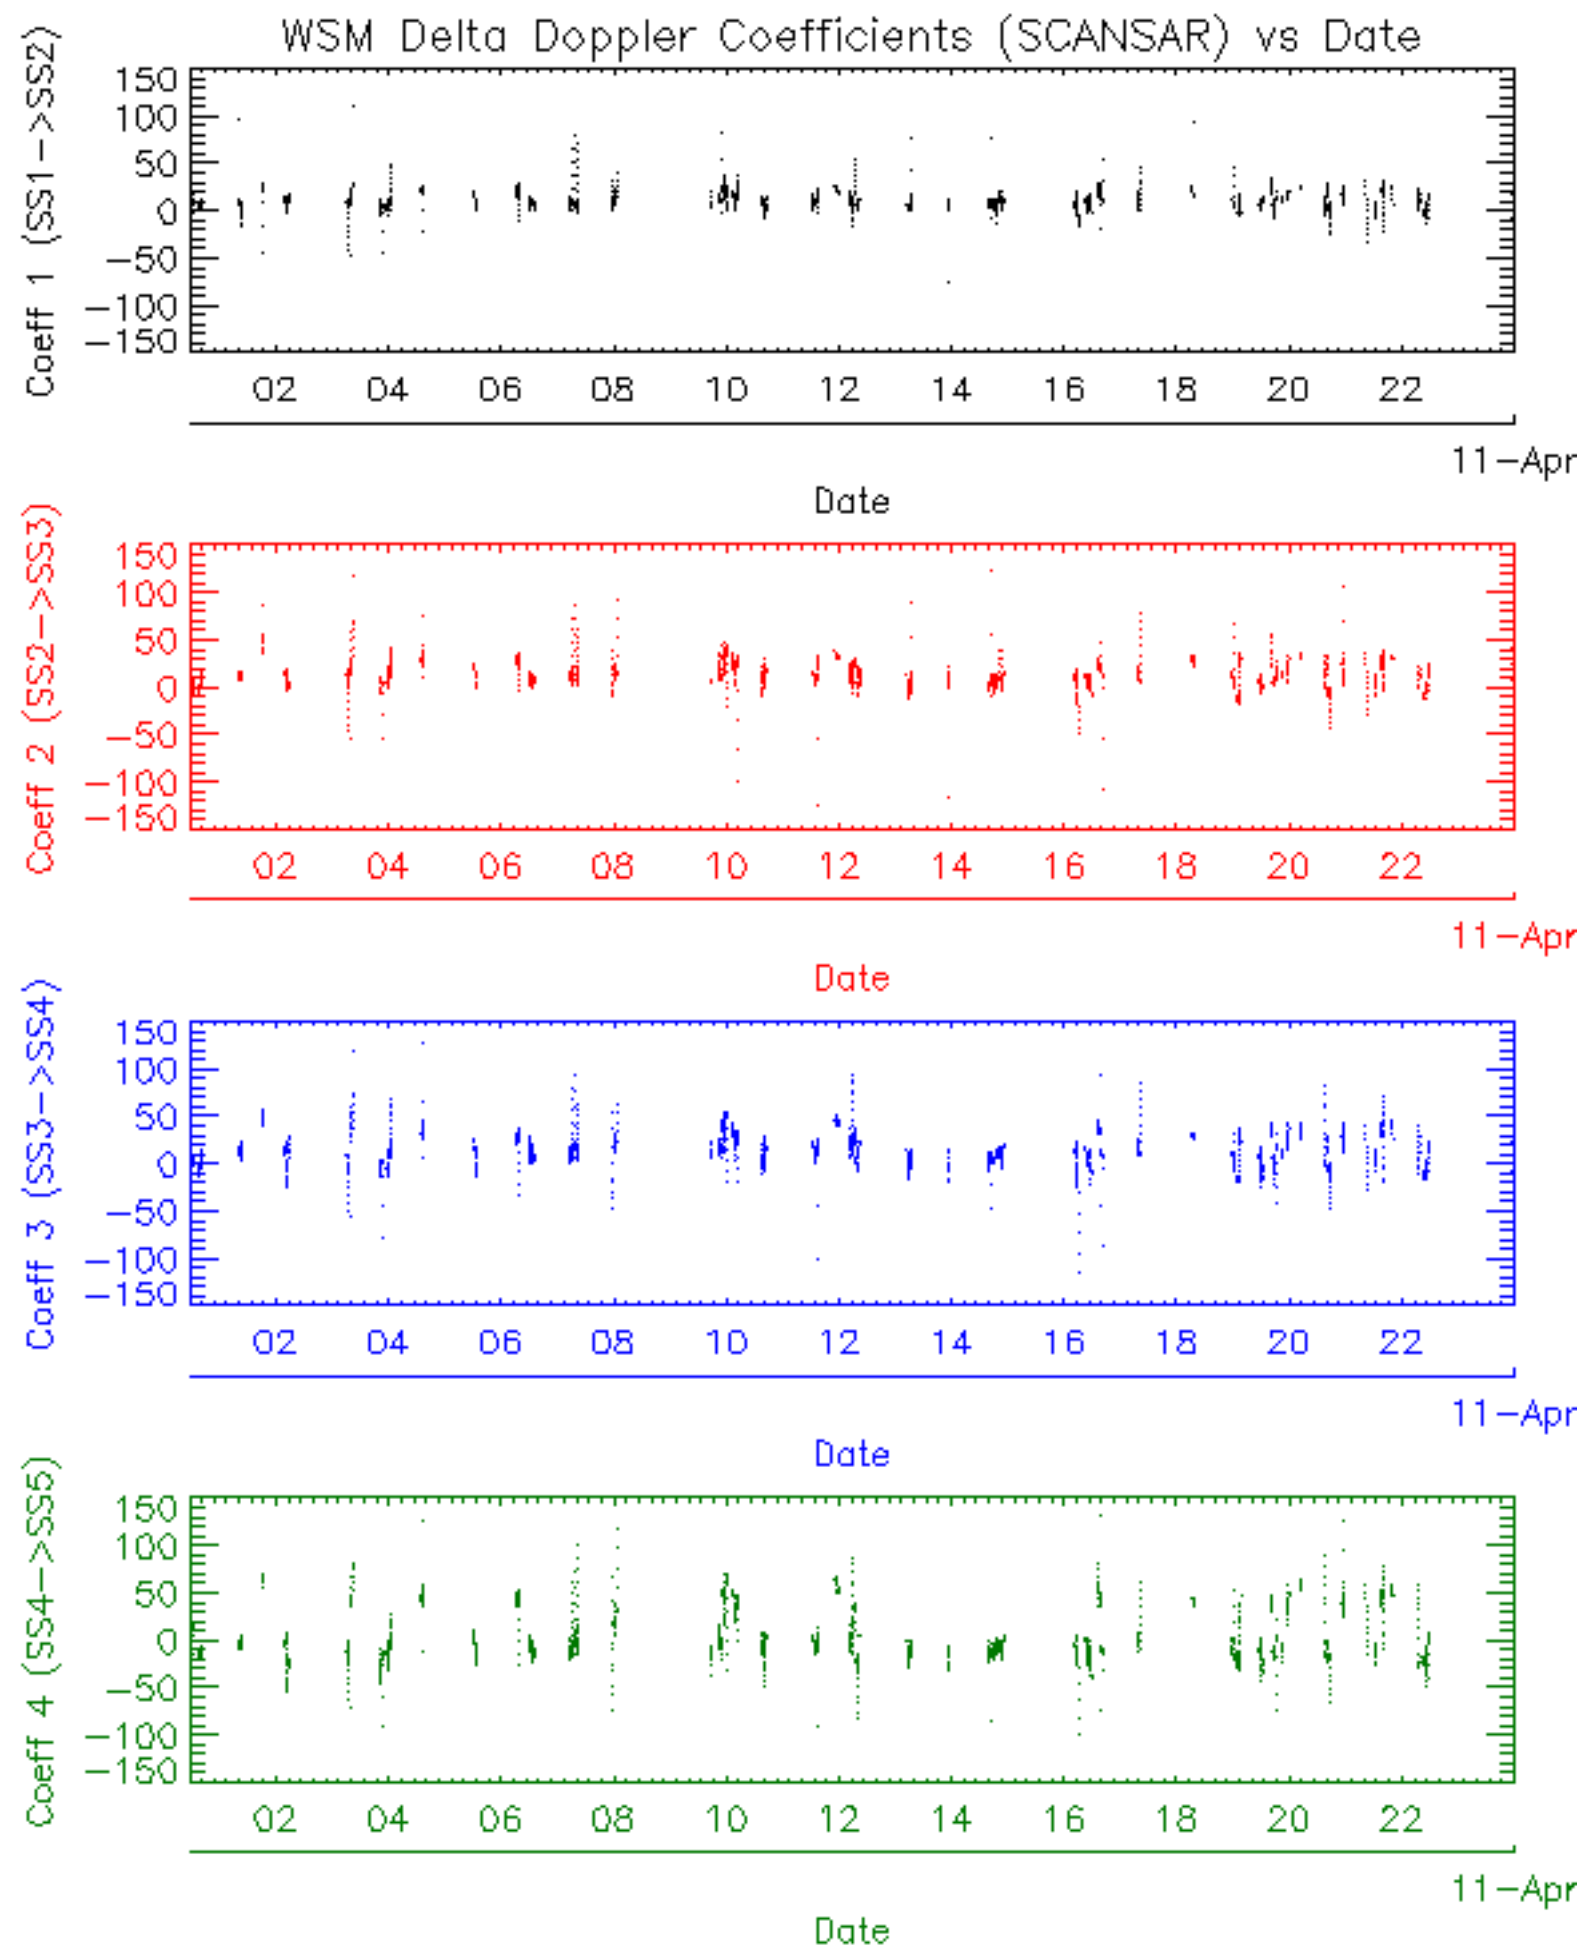 WSM Delta Doppler Coefficients (SCANSAR) vs Date
Coeff 1 (SS1->SS2)
150
100
50
0
-50
-100
-150
02 04 06 08 10 12 14 16 18 20 22
11-Apr
Date
Coeff 2 (SS2->SS3)
150
100
50
0
-50
-100
-150
02 04 06 08 10 12 14 16 18 20 22
11-Apr
Date
Coeff 3 (SS3->SS4)
150
100
50
0
-50
-100
-150
02 04 06 08 10 12 14 16 18 20 22
11-Apr
Date
Coeff 4 (SS4->SS5)
150
100
50
0
-50
-100
-150
02 04 06 08 10 12 14 16 18 20 22
11-Apr
Date